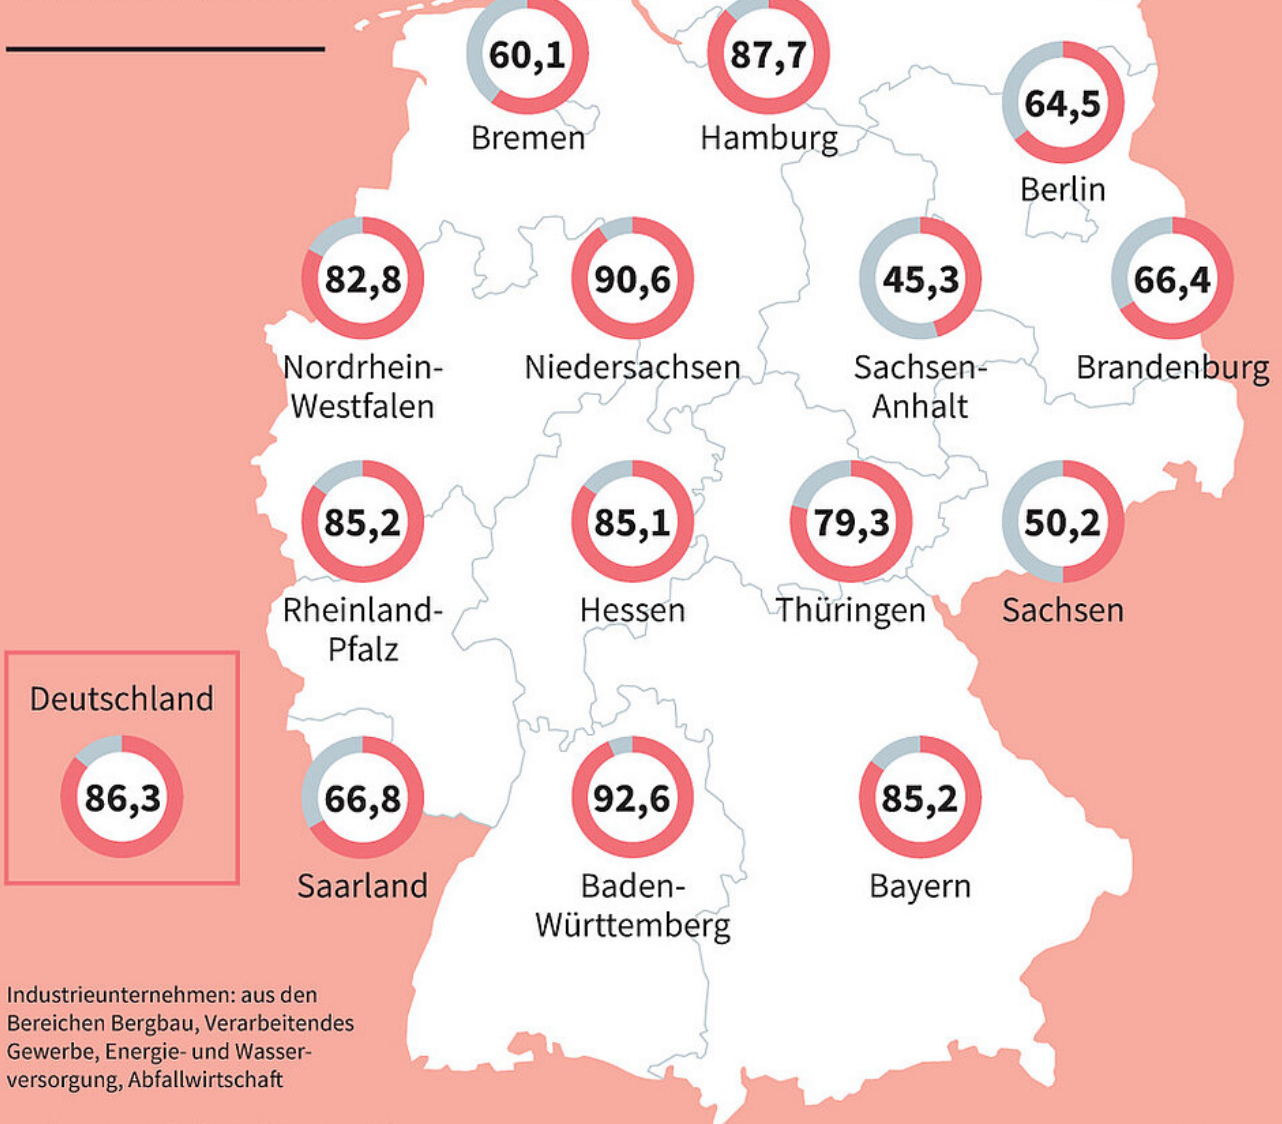 60,1
Bremen
87,7
Hamburg
64,5
Berlin
82,8
Nordrhein-
Westfalen
90,6
Niedersachsen
45,3
Sachsen-
Anhalt
66,4
Brandenburg
85,2
Rheinland-
Pfalz
85,1
Hessen
79,3
Thüringen
50,2
Sachsen
Deutschland
86,3
66,8
Saarland
92,6
Baden-
Württemberg
85,2
Bayern
Industrieunternehmen: aus den
Bereichen Bergbau, Verarbeitendes
Gewerbe, Energie- und Wasser-
versorgung, Abfallwirtschaft